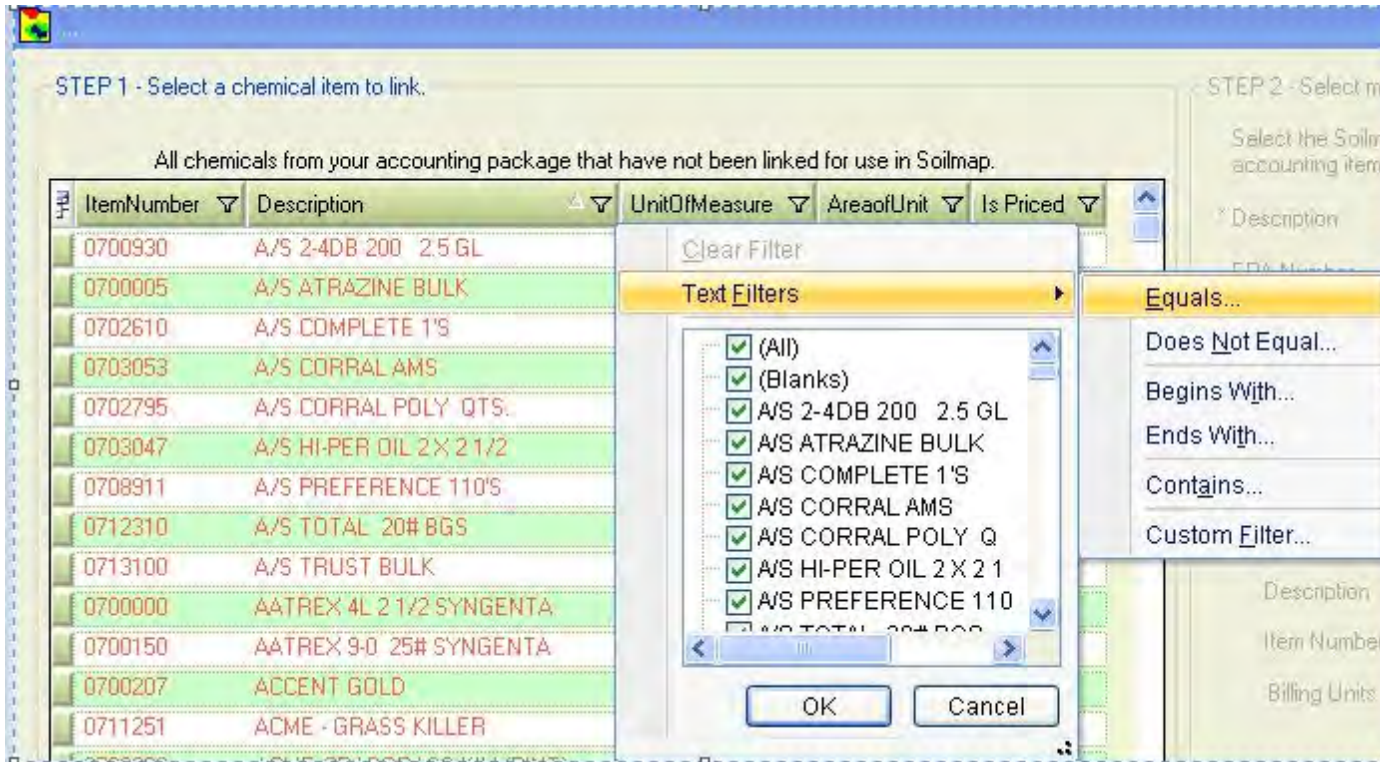 ...
STEP 1 - Select a chemical item to link.
STEP 2 - Select m
Select the Soilm
accounting item
All chemicals from your accounting package that have not been linked for use in Soilmap.
ItemNumber Description UnitOfMeasure AreaofUnit Is Priced
* Description
0700930 A/S 2-4DB 200 2.5 GL
0700005 A/S ATRAZINE BULK
0702610 A/S COMPLETE 1'S
0703053 A/S CORRAL AMS
0702795 A/S CORRAL POLY QTS.
0703047 A/S HI-PER OIL 2 X 2 1/2
0708911 A/S PREFERENCE 110'S
0712310 A/S TOTAL 20# BGS
0713100 A/S TRUST BULK
0700000 AATREX 4L 2 1/2 SYNGENTA
0700150 AATREX 9-0 25# SYNGENTA
0700207 ACCENT GOLD
0711251 ACME - GRASS KILLER
Clear Filter
Text Filters
(All)
(Blanks)
A/S 2-4DB 200 2.5 GL
A/S ATRAZINE BULK
A/S COMPLETE 1'S
A/S CORRAL AMS
A/S CORRAL POLY Q
A/S HI-PER OIL 2 X 2 1
A/S PREFERENCE 110
OK Cancel
EPA Number
Equals...
Does Not Equal...
Begins With...
Ends With...
Contains...
Custom Filter...
Description
Item Number
Billing Units